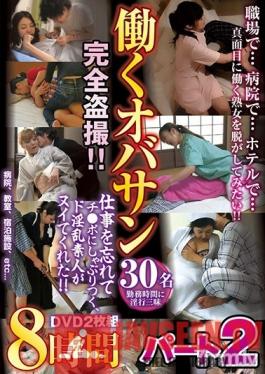 職場で…病院で…ホテルで…
真面目に働く熟女を脱がしてみたい!!
働くオバサン
完全盗撮!!
仕事を忘れて
チ●ポにしゃぶりつく
ド淫乱素人が
ヌイてくれた!!
病院、教室、宿泊施設、etc…
30名
勤務時間に
淫行三昧
DVD2枚組
8時間
パート2